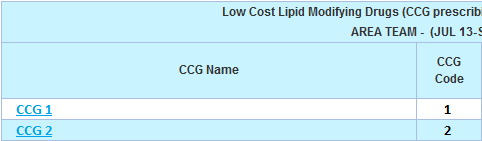 Low Cost Lipid Modifying Drugs (CCG
AREA TEAM - (JUL 13-
CCG Name
CCG
Code
CCG 1 1
CCG 2 2